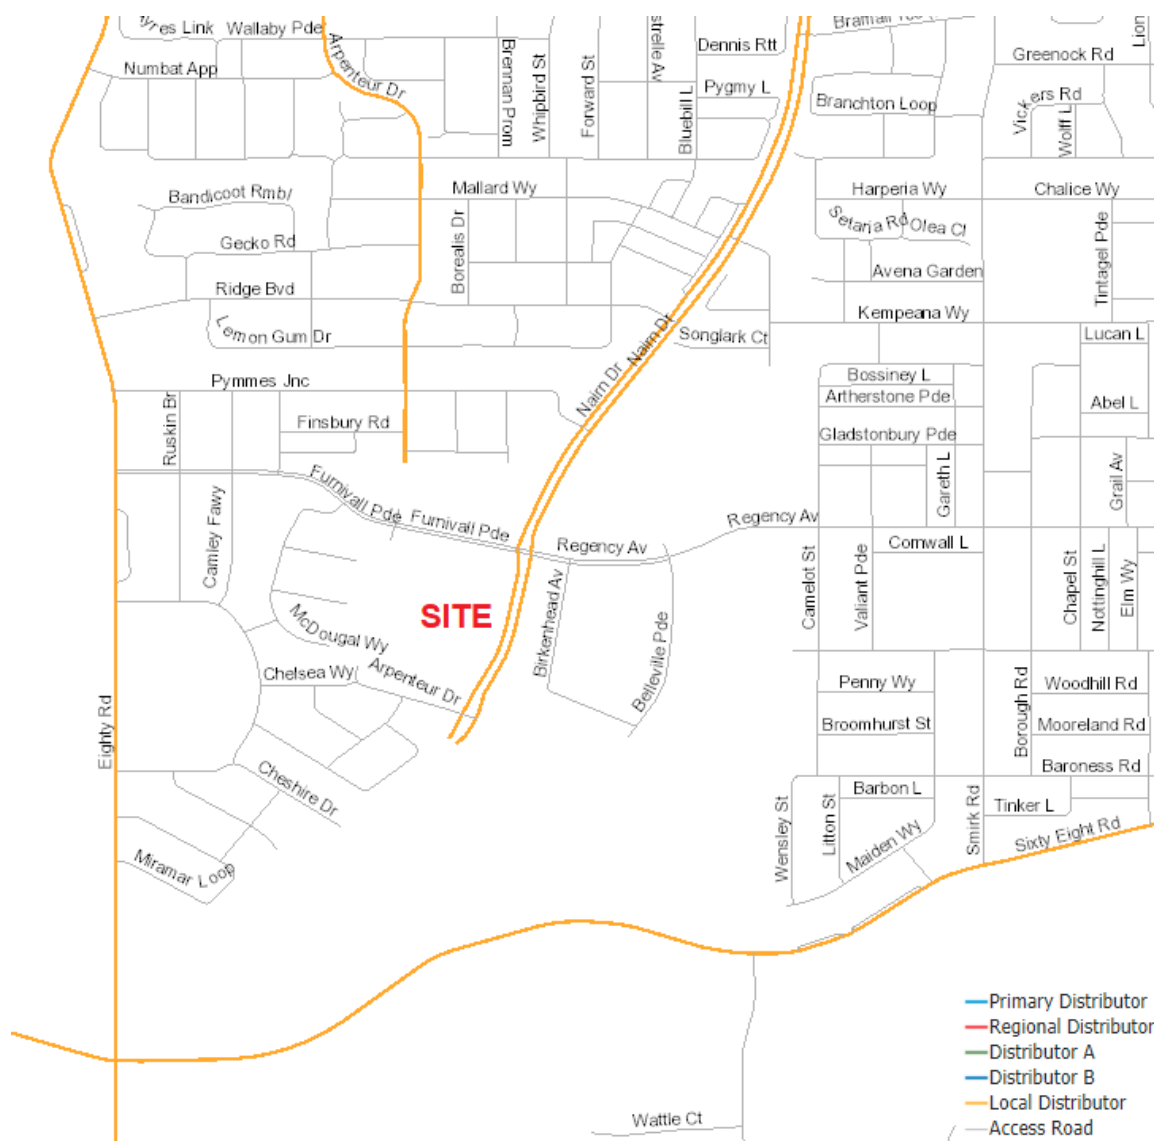 yres Link
Wallaby Pde
Numbat App
Arpenteur Dr
Brennan Prom
Whipbird St
Forward St
strelle Av
Bluebill L
Dennis Rtt
Pygmy L
Branchton Loop
Greenock Rd
Lion
Vickers Rd
Wolff L
Bandicoot Rmbl
Mallard Wy
Harperia Wy
Chalice Wy
Gecko Rd
Borealis Dr
Setaria Rd
Olea Ct
Tintagel Pde
Avena Garden
Ridge Bvd
Kempeana Wy
Lemon Gum Dr
Nairn Dr
Nairn Dr
Songlark Ct
Lucan L
Pymmes Jnc
Bossiney L
Artherstone Pde
Abel L
Ruskin Br
Finsbury Rd
Gladstonbury Pde
Gareth L
Grail Av
Furnivall Pde
Furnivall Pde
Regency Av
Regency Av
Camley Fawy
Cornwall L
Camelot St
Valiant Pde
Chapel St
Nottinghill L
Elm Wy
SITE
Birkenhead Av
Belleville Pde
McDougal Wy
Chelsea Wy
Arpenteur Dr
Eighty Rd
Penny Wy
Borough Rd
Woodhill Rd
Broomhurst St
Mooreland Rd
Baroness Rd
Cheshire Dr
Barbon L
Wensley St
Litton St
Maiden Wy
Smirk Rd
Tinker L
Sixty Eight Rd
Miramar Loop
Wattle Ct
Primary Distributor
Regional Distributor
Distributor A
Distributor B
Local Distributor
Access Road